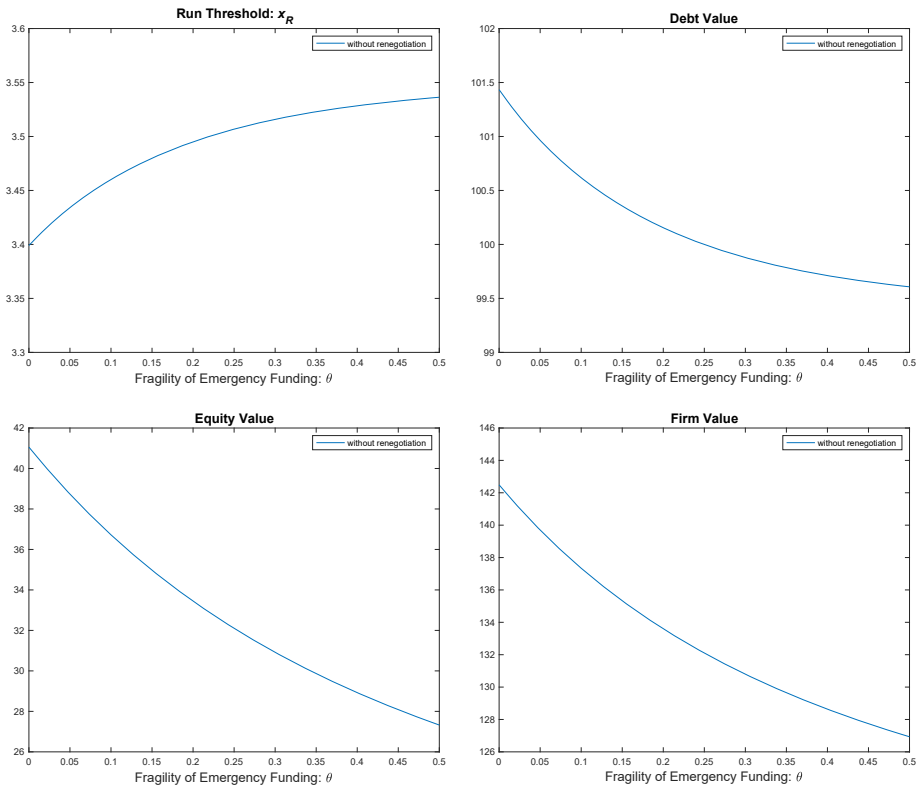 Run Threshold: x_R
3.6
3.55
3.5
3.45
3.4
3.35
3.3
without renegotiation
0 0.05 0.1 0.15 0.2 0.25 0.3 0.35 0.4 0.45 0.5
Fragility of Emergency Funding: θ
Debt Value
102
101.5
101
100.5
100
99.5
99
without renegotiation
0 0.05 0.1 0.15 0.2 0.25 0.3 0.35 0.4 0.45 0.5
Fragility of Emergency Funding: θ
Equity Value
42
40
38
36
34
32
30
28
26
without renegotiation
0 0.05 0.1 0.15 0.2 0.25 0.3 0.35 0.4 0.45 0.5
Fragility of Emergency Funding: θ
Firm Value
146
144
142
140
138
136
134
132
130
128
126
without renegotiation
0 0.05 0.1 0.15 0.2 0.25 0.3 0.35 0.4 0.45 0.5
Fragility of Emergency Funding: θ